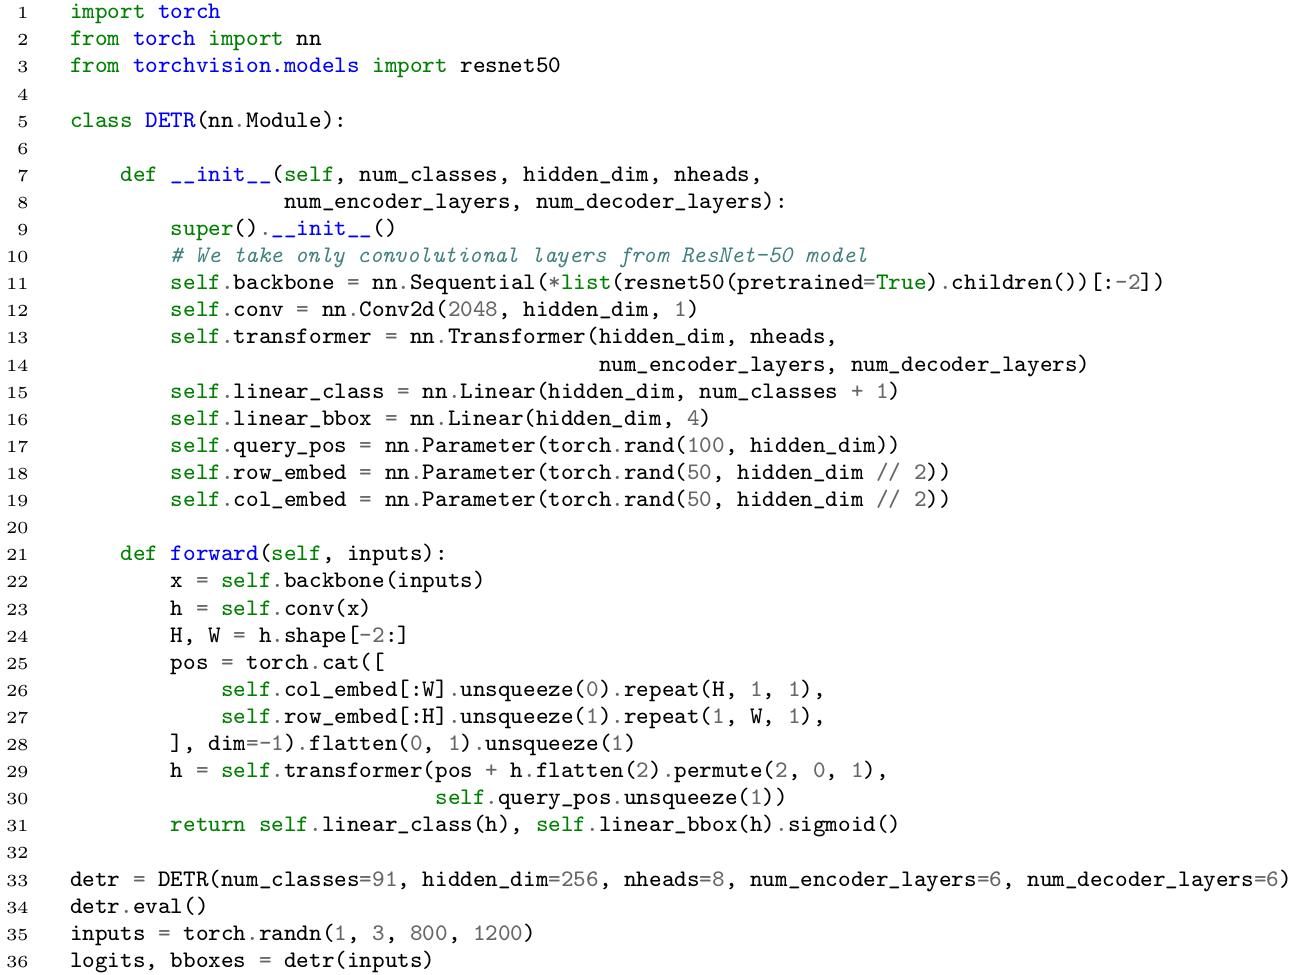 1 import torch
2 from torch import nn
3 from torchvision.models import resnet50
4
5 class DETR(nn.Module):
6
7     def __init__(self, num_classes, hidden_dim, nheads,
8                  num_encoder_layers, num_decoder_layers):
9         super().__init__()
10         # We take only convolutional layers from ResNet-50 model
11         self.backbone = nn.Sequential(*list(resnet50(pretrained=True).children())[:-2])
12         self.conv = nn.Conv2d(2048, hidden_dim, 1)
13         self.transformer = nn.Transformer(hidden_dim, nheads,
14                                           num_encoder_layers, num_decoder_layers)
15         self.linear_class = nn.Linear(hidden_dim, num_classes + 1)
16         self.linear_bbox = nn.Linear(hidden_dim, 4)
17         self.query_pos = nn.Parameter(torch.rand(100, hidden_dim))
18         self.row_embed = nn.Parameter(torch.rand(50, hidden_dim // 2))
19         self.col_embed = nn.Parameter(torch.rand(50, hidden_dim // 2))
20
21     def forward(self, inputs):
22         x = self.backbone(inputs)
23         h = self.conv(x)
24         H, W = h.shape[-2:]
25         pos = torch.cat([
26             self.col_embed[:W].unsqueeze(0).repeat(H, 1, 1),
27             self.row_embed[:H].unsqueeze(1).repeat(1, W, 1),
28         ], dim=-1).flatten(0, 1).unsqueeze(1)
29         h = self.transformer(pos + h.flatten(2).permute(2, 0, 1),
30                              self.query_pos.unsqueeze(1))
31         return self.linear_class(h), self.linear_bbox(h).sigmoid()
32
33 detr = DETR(num_classes=91, hidden_dim=256, nheads=8, num_encoder_layers=6, num_decoder_layers=6)
34 detr.eval()
35 inputs = torch.randn(1, 3, 800, 1200)
36 logits, bboxes = detr(inputs)